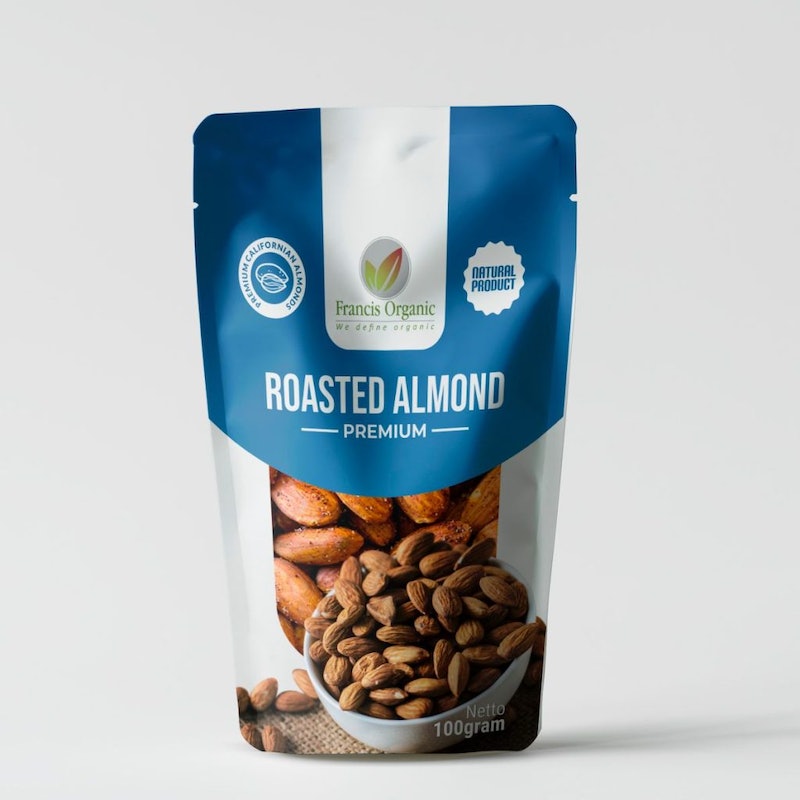 PREMIUM CALIFORNIAN ALMONDS
NATURAL
PRODUCT
Francis Organic
We define organic
ROASTED ALMOND
PREMIUM
Netto
100gram